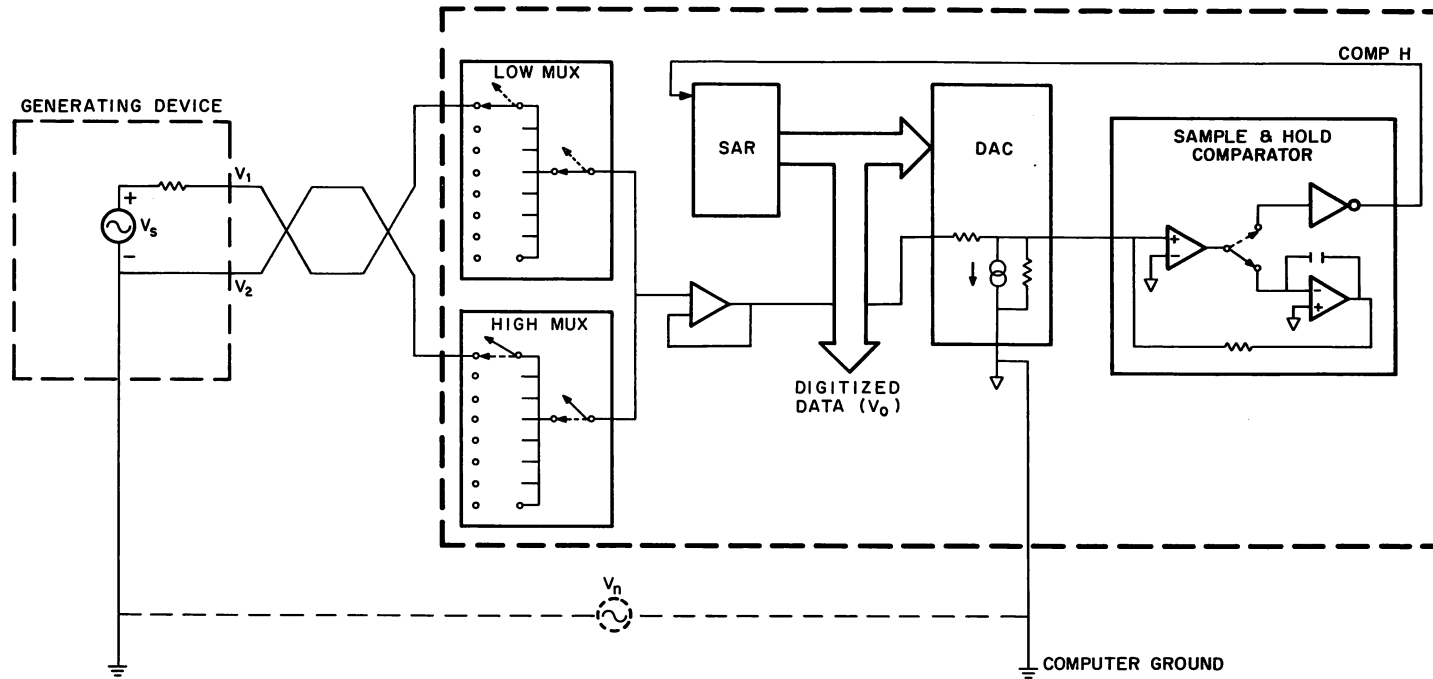 COMP H
LOW MUX
GENERATING DEVICE
SAR
DAC
SAMPLE & HOLD
COMPARATOR
V1
+
Vs
-
V2
+
-
-
+
HIGH MUX
DIGITIZED
DATA (Vo)
Vn
COMPUTER GROUND